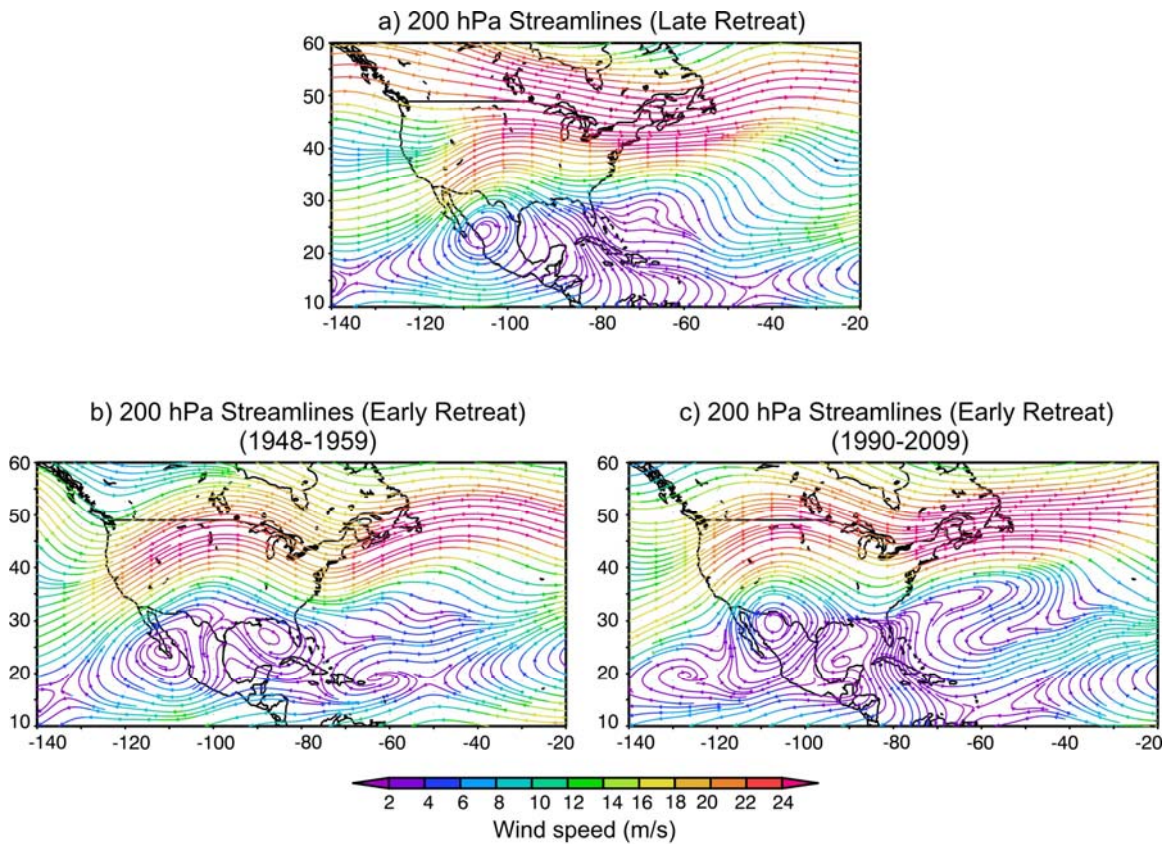 a) 200 hPa Streamlines (Late Retreat)
60
50
40
30
20
10
-140 -120 -100 -80 -60 -40 -20
b) 200 hPa Streamlines (Early Retreat)
(1948-1959)
60
50
40
30
20
10
-140 -120 -100 -80 -60 -40 -20
c) 200 hPa Streamlines (Early Retreat)
(1990-2009)
60
50
40
30
20
10
-140 -120 -100 -80 -60 -40 -20
2 4 6 8 10 12 14 16 18 20 22 24
Wind speed (m/s)